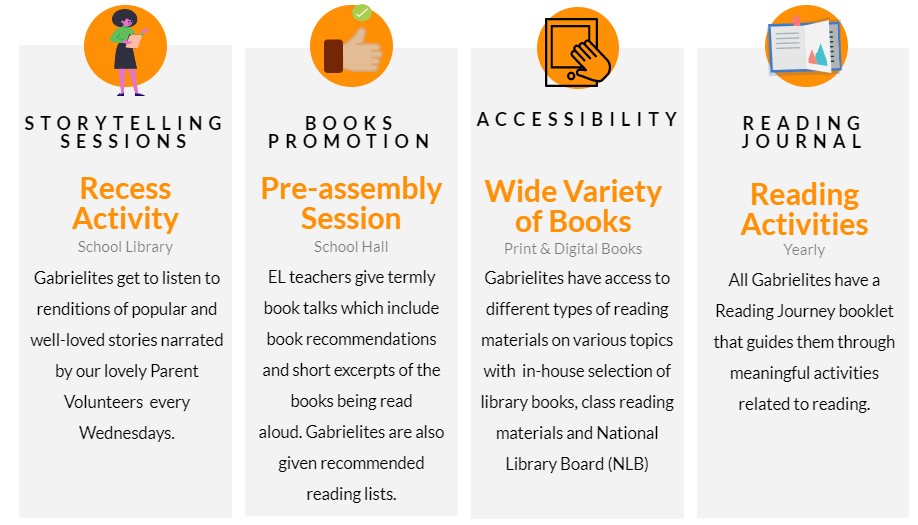 STORYTELLING
SESSIONS
Recess
Activity
School Library
Gabrielites get to listen to
renditions of popular and
well-loved stories narrated
by our lovely Parent
Volunteers every
Wednesdays.
BOOKS
PROMOTION
Pre-assembly
Session
School Hall
EL teachers give termly
book talks which include
book recommendations
and short excerpts of the
books being read
aloud. Gabrielites are also
given recommended
reading lists.
ACCESSIBILITY
Wide Variety
of Books
Print & Digital Books
Gabrielites have access to
different types of reading
materials on various topics
with in-house selection of
library books, class reading
materials and National
Library Board (NLB)
READING
JOURNAL
Reading
Activities
Yearly
All Gabrielites have a
Reading Journey booklet
that guides them through
meaningful activities
related to reading.